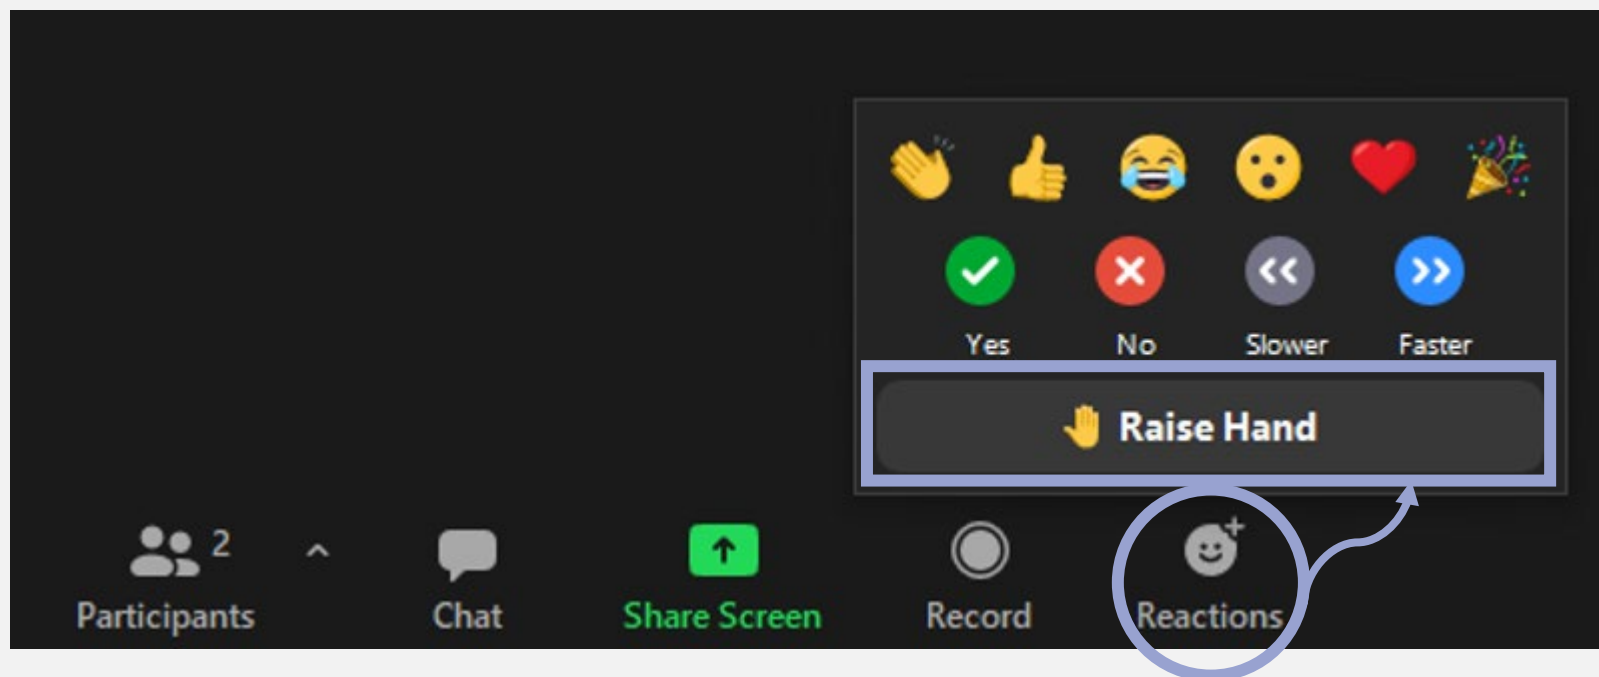 Yes No Slower Faster
Raise Hand
2
Participants Chat Share Screen Record Reactions